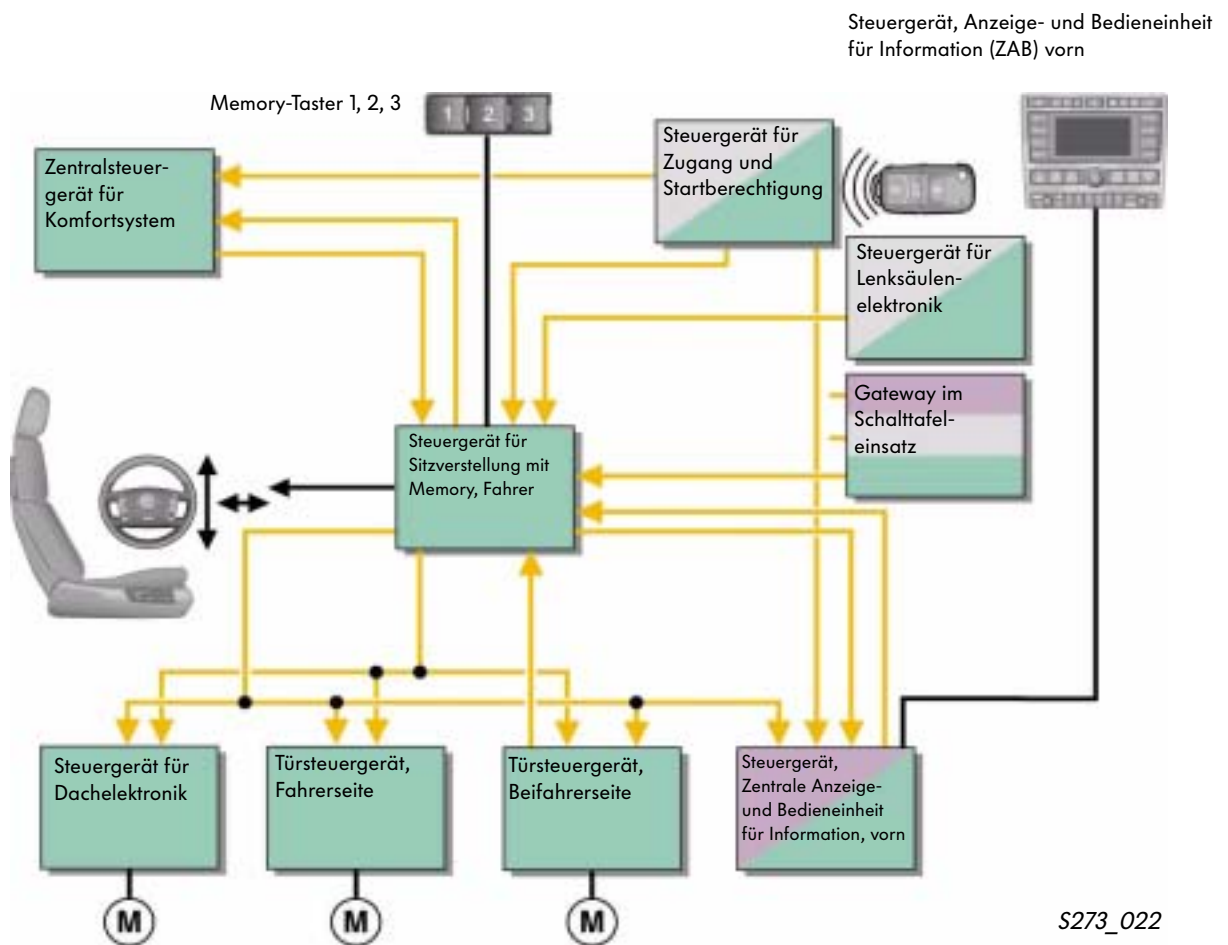 Steuergerät, Anzeige- und Bedieneinheit
für Information (ZAB) vorn
Memory-Taster 1, 2, 3
1 2 3
Zentralsteuer-
gerät für
Komfortsystem
Steuergerät für
Zugang und
Startberechtigung
Steuergerät für
Lenksäulen-
elektronik
Gateway im
Schalttafel-
einsatz
Steuergerät für
Sitzverstellung mit
Memory, Fahrer
Steuergerät für
Dachelektronik
Türsteuergerät,
Fahrerseite
Türsteuergerät,
Beifahrerseite
Steuergerät,
Zentrale Anzeige-
und Bedieneinheit
für Information, vorn
M
M
M
S273_022